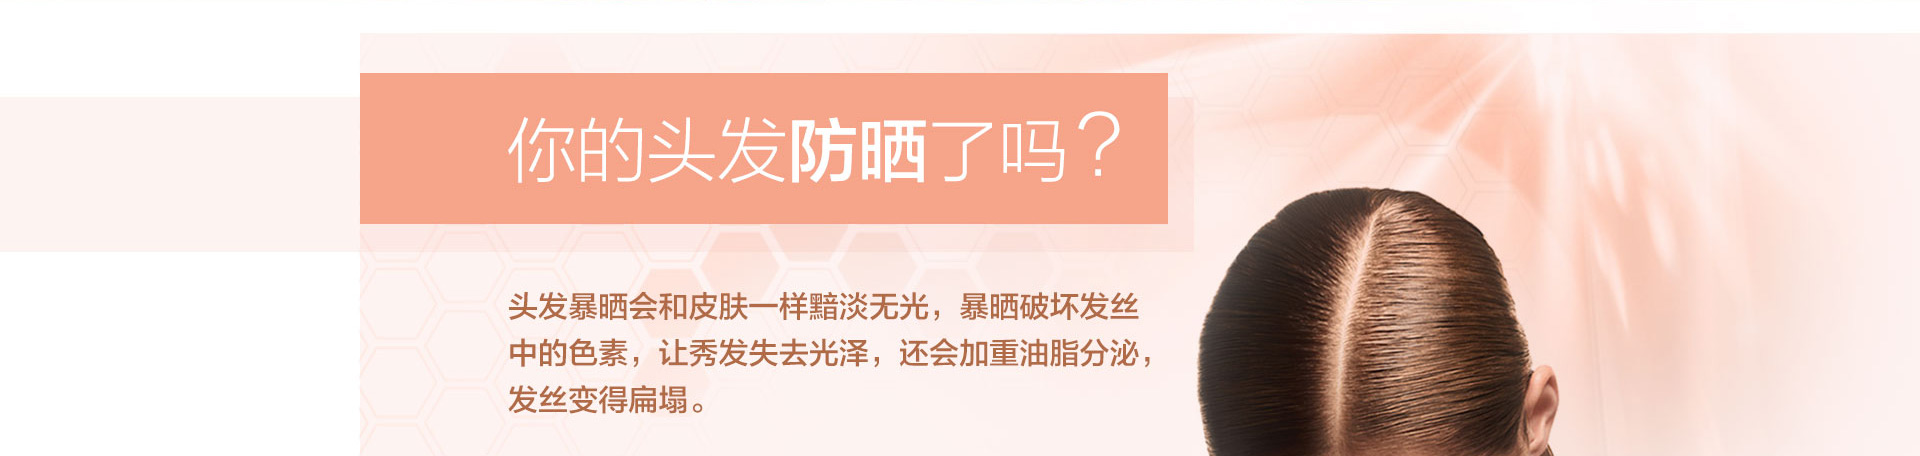 你的头发防晒了吗？
头发暴晒会和皮肤一样黯淡无光，暴晒破坏发丝
中的色素，让秀发失去光泽，还会加重油脂分泌，
发丝变得扁塌。